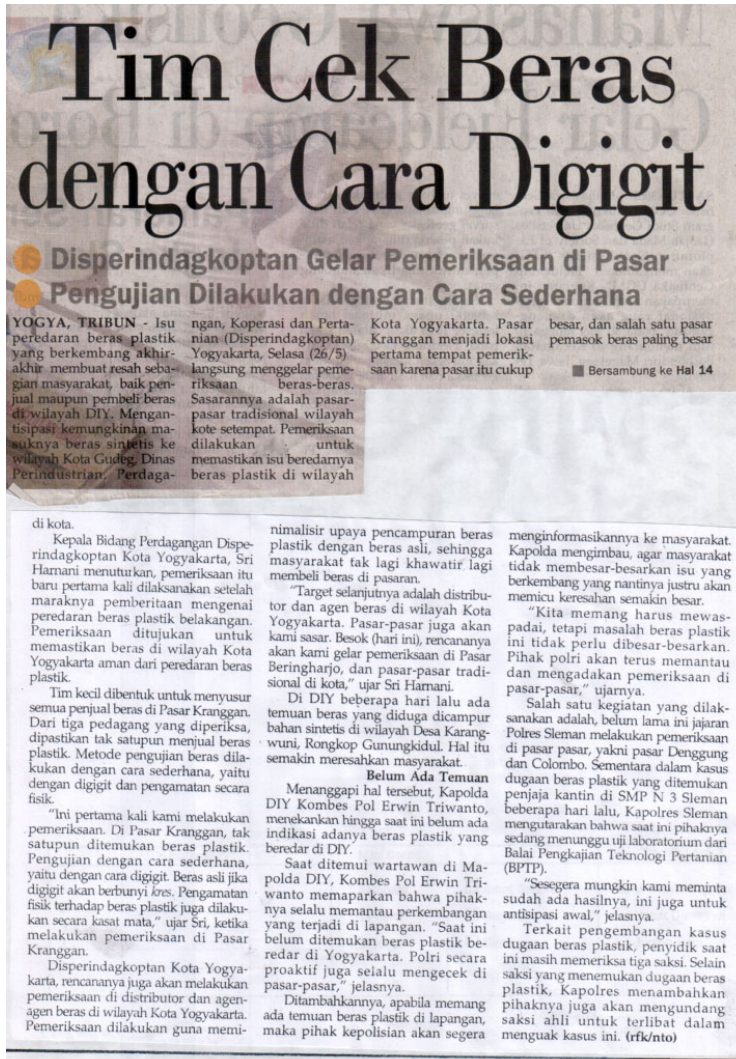 Tim Cek Beras
dengan Cara Digigit
Disperindagkoptan Gelar Pemeriksaan di Pasar
Pengujian Dilakukan dengan Cara Sederhana
YOGYA, TRIBUN - Isu
peredaran beras plastik
yang berkembang akhir-
akhir membuat resah seba-
gian masyarakat, baik pen-
jual maupun pembeli beras
di wilayah DIY. Mengan-
tisipasi kemungkinan ma-
suknya beras sintetis ke
wilayah Kota Gudeg, Dinas
Perindustrian, Perdaga-
ngan, Koperasi dan Perta-
nian (Disperindagkoptan)
Yogyakarta, Selasa (26/5)
langsung menggelar peme-
riksaan beras-beras.
Sasarannya adalah pasar-
pasar tradisional wilayah
kote setempat. Pemeriksaan
dilakukan untuk
memastikan isu beredarnya
beras plastik di wilayah
Kota Yogyakarta. Pasar
Kranggan menjadi lokasi
pertama tempat pemerik-
saan karena pasar itu cukup
besar, dan salah satu pasar
pemasok beras paling besar
Bersambung ke Hal 14
di kota.
Kepala Bidang Perdagangan Dispe-
rindagkoptan Kota Yogyakarta, Sri
Harnani menuturkan, pemeriksaan itu
baru pertama kali dilaksanakan setelah
maraknya pemberitaan mengenai
peredaran beras plastik belakangan.
Pemeriksaan ditujukan untuk
memastikan beras di wilayah Kota
Yogyakarta aman dari peredaran beras
plastik.
Tim kecil dibentuk untuk menyusur
semua penjual beras di Pasar Kranggan.
Dari tiga pedagang yang diperiksa,
dipastikan tak satupun menjual beras
plastik. Metode pengujian beras dila-
kukan dengan cara sederhana, yaitu
dengan digigit dan pengamatan secara
fisik.
"Ini pertama kali kami melakukan
pemeriksaan. Di Pasar Kranggan, tak
satupun ditemukan beras plastik.
Pengujian dengan cara sederhana,
yaitu dengan cara digigit. Beras asli jika
digigit akan berbunyi kres. Pengamatan
fisik terhadap beras plastik juga dilaku-
kan secara kasat mata," ujar Sri, ketika
melakukan pemeriksaan di Pasar
Kranggan.
Disperindagkoptan Kota Yogya-
karta, rencananya juga akan melakukan
pemeriksaan di distributor dan agen-
agen beras di wilayah Kota Yogyakarta.
Pemeriksaan dilakukan guna memi-
nimalisir upaya pencampuran beras
plastik dengan beras asli, sehingga
masyarakat tak lagi khawatir lagi
membeli beras di pasaran.
"Target selanjutnya adalah distribu-
tor dan agen beras di wilayah Kota
Yogyakarta. Pasar-pasar juga akan
kami sasar. Besok (hari ini), rencananya
akan kami gelar pemeriksaan di Pasar
Beringharjo, dan pasar-pasar tradi-
sional di kota," ujar Sri Harnani.
Di DIY beberapa hari lalu ada
temuan beras yang diduga dicampur
bahan sintetis di wilayah Desa Karang-
wuni, Rongkop Gunungkidul. Hal itu
semakin meresahkan masyarakat.
Belum Ada Temuan
Menanggapi hal tersebut, Kapolda
DIY Kombes Pol Erwin Triwanto,
menekankan hingga saat ini belum ada
indikasi adanya beras plastik yang
beredar di DIY.
Saat ditemui wartawan di Ma-
polda DIY, Kombes Pol Erwin Tri-
wanto memaparkan bahwa pihak-
nya selalu memantau perkembangan
yang terjadi di lapangan. "Saat ini
belum ditemukan beras plastik be-
redar di Yogyakarta. Polri secara
proaktif juga selalu mengecek di
pasar-pasar," jelasnya.
Ditambahkannya, apabila memang
ada temuan beras plastik di lapangan,
maka pihak kepolisian akan segera
menginformasikannya ke masyarakat.
Kapolda mengimbau, agar masyarakat
tidak membesar-besarkan isu yang
berkembang yang nantinya justru akan
memicu keresahan semakin besar.
"Kita memang harus mewas-
padai, tetapi masalah beras plastik
ini tidak perlu dibesar-besarkan.
Pihak polri akan terus memantau
dan mengadakan pemeriksaan di
pasar-pasar," ujarnya.
Salah satu kegiatan yang dilak-
sanakan adalah, belum lama ini jajaran
Polres Sleman melakukan pemeriksaan
di pasar pasar, yakni pasar Denggung
dan Colombo. Sementara dalam kasus
dugaan beras plastik yang ditemukan
penjaja kantin di SMP N 3 Sleman
beberapa hari lalu, Kapolres Sleman
mengutarakan bahwa saat ini pihaknya
sedang menunggu uji laboratorium dari
Balai Pengkajian Teknologi Pertanian
(BPTP).
"Sesegera mungkin kami meminta
sudah ada hasilnya, ini juga untuk
antisipasi awal," jelasnya.
Terkait pengembangan kasus
dugaan beras plastik, penyidik saat
ini masih memeriksa tiga saksi. Selain
saksi yang menemukan dugaan beras
plastik, Kapolres menambahkan
pihaknya juga akan mengundang
saksi ahli untuk terlibat dalam
menguak kasus ini. (rfk/nto)